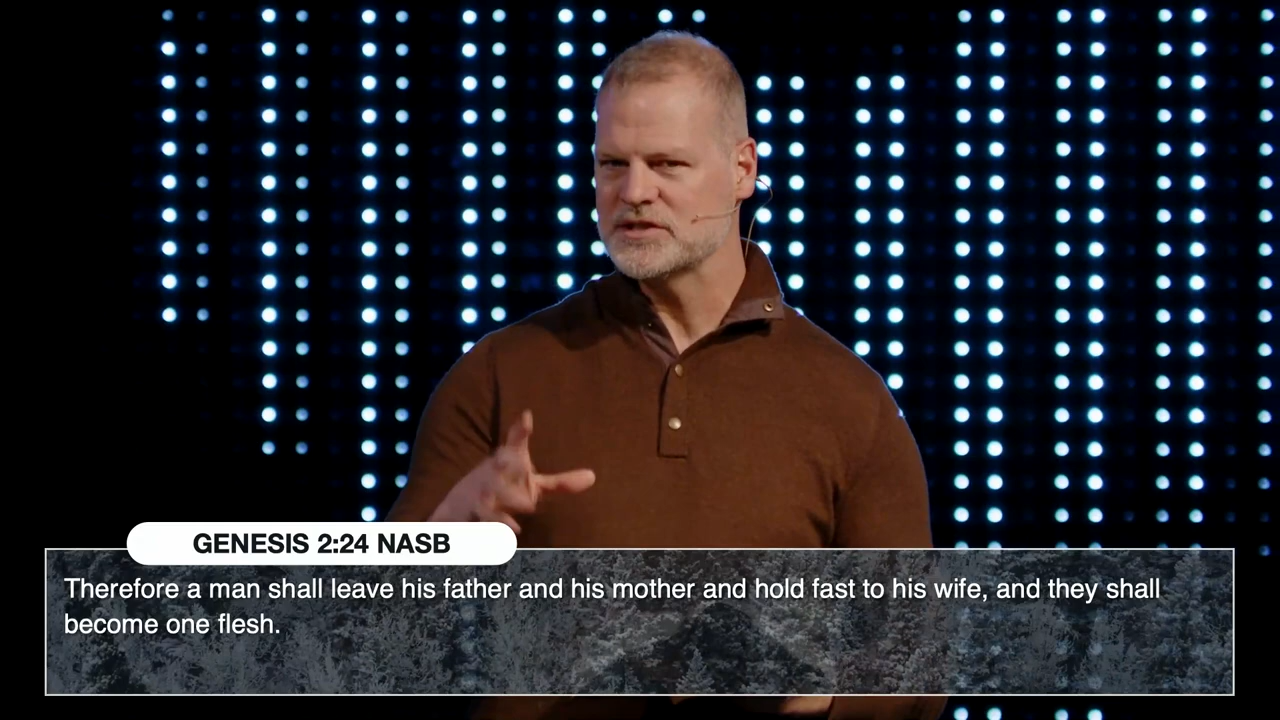 GENESIS 2:24 NASB
Therefore a man shall leave his father and his mother and hold fast to his wife, and they shall
become one flesh.